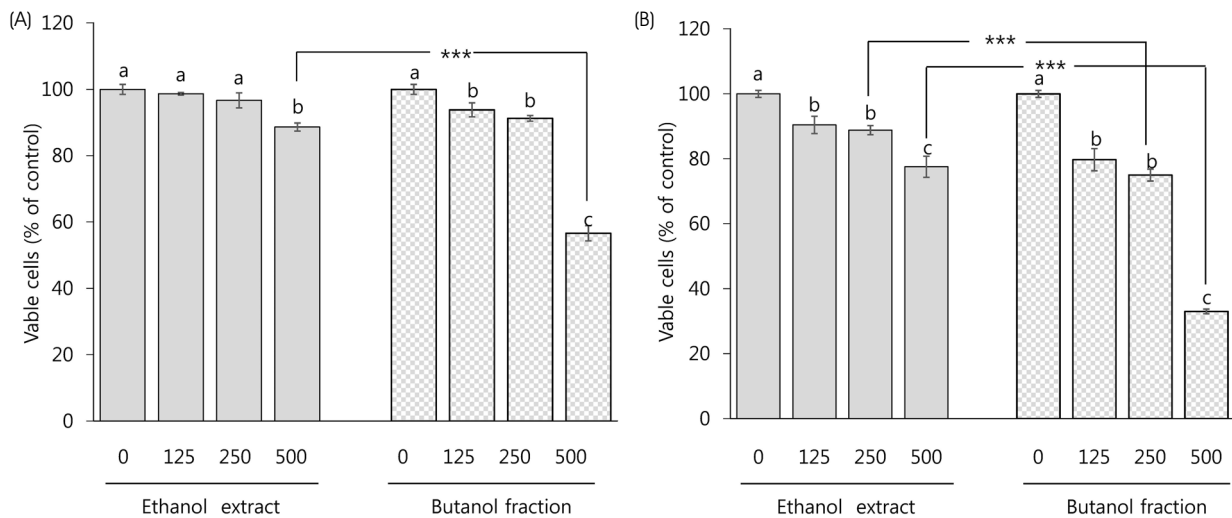 (A)
Vable cells (% of control)
120
100
80
60
40
20
0
a
a
a
b
a
b
b
c
***
0 125 250 500 0 125 250 500
Ethanol extract Butanol fraction
(B)
Vable cells (% of control)
120
100
80
60
40
20
0
a
b
b
c
a
b
b
c
***
***
0 125 250 500 0 125 250 500
Ethanol extract Butanol fraction